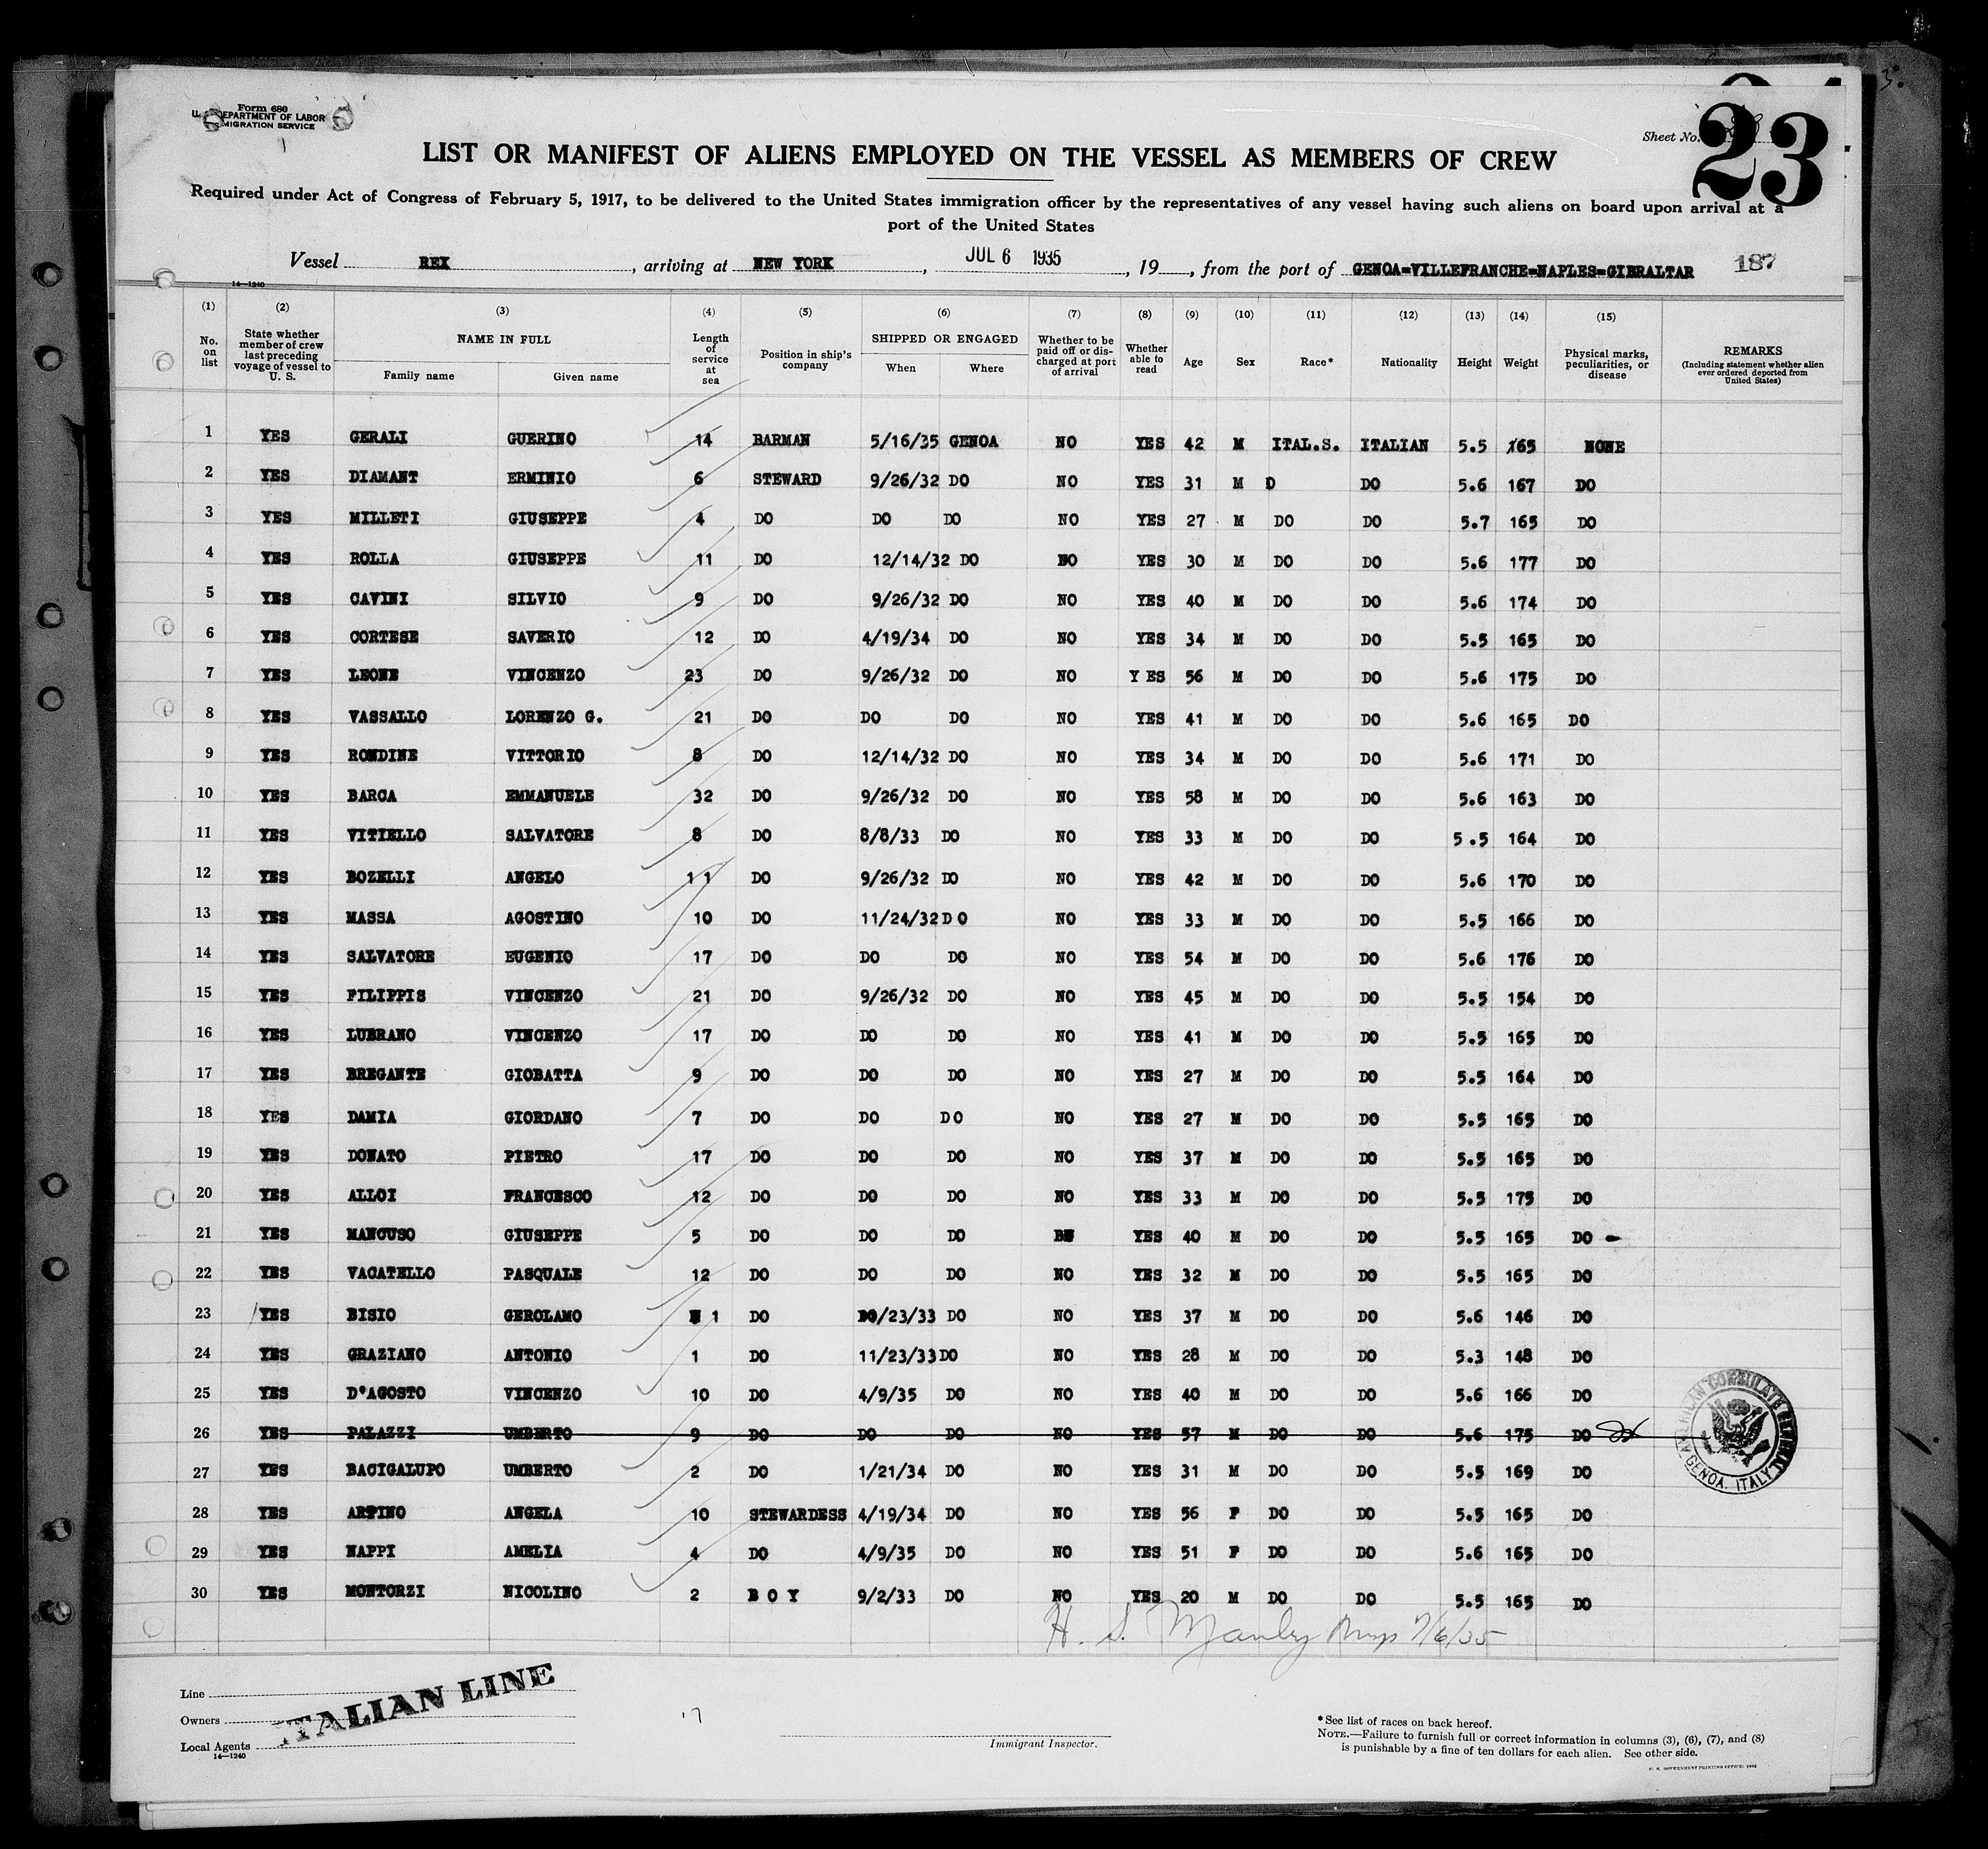 Form 680
U. S. DEPARTMENT OF LABOR
IMMIGRATION SERVICE
Sheet No.
23
LIST OR MANIFEST OF ALIENS EMPLOYED ON THE VESSEL AS MEMBERS OF CREW
Required under Act of Congress of February 5, 1917, to be delivered to the United States immigration officer by the representatives of any vessel having such aliens on board upon arrival at a
port of the United States
Vessel REX, arriving at NEW YORK, JUL 6 1935, 19, from the port of GENOA=VILLEFRANCHE=NAPLES=GIBRALTAR 187
14—1240
(1) (2) (3) (4) (5) (6) (7) (8) (9) (10) (11) (12) (13) (14) (15)
No. on list State whether member of crew last preceding voyage of vessel to U. S. NAME IN FULL Family name Given name Length of service at sea Position in ship's company SHIPPED OR ENGAGED When Where Whether to be paid off or discharged at port of arrival Whether able to read Age Sex Race* Nationality Height Weight Physical marks, peculiarities, or disease REMARKS (Including statement whether alien ever ordered deported from United States)
1 YES GERALI GUERINO 14 BARMAN 5/16/35 GENOA NO YES 42 M ITAL.S. ITALIAN 5.5 165 NONE
2 YES DIAMANT ERMINIO 6 STEWARD 9/26/32 DO NO YES 31 M D DO 5.6 167 DO
3 YES MILLETI GIUSEPPE 4 DO DO DO NO YES 27 M DO DO 5.7 165 DO
4 YES ROLLA GIUSEPPE 11 DO 12/14/32 DO NO YES 30 M DO DO 5.6 177 DO
5 YES CAVINI SILVIO 9 DO 9/26/32 DO NO YES 40 M DO DO 5.6 174 DO
6 YES CORTESE SAVERIO 12 DO 4/19/34 DO NO YES 34 M DO DO 5.5 165 DO
7 YES LEONE VINCENZO 23 DO 9/26/32 DO NO Y ES 56 M DO DO 5.6 175 DO
8 YES VASSALLO LORENZO G. 21 DO DO DO NO YES 41 M DO DO 5.6 165 DO
9 YES RONDINE VITTORIO 8 DO 12/14/32 DO NO YES 34 M DO DO 5.6 171 DO
10 YES BARCA EMMANUELE 32 DO 9/26/32 DO NO YES 58 M DO DO 5.6 163 DO
11 YES VITIELLO SALVATORE 8 DO 8/8/33 DO NO YES 33 M DO DO 5.5 164 DO
12 YES BOZELLI ANGELO 11 DO 9/26/32 DO NO YES 42 M DO DO 5.6 170 DO
13 YES MASSA AGOSTINO 10 DO 11/24/32 DO NO YES 33 M DO DO 5.5 166 DO
14 YES SALVATORE EUGENIO 17 DO DO DO NO YES 54 M DO DO 5.6 176 DO
15 YES FILIPPIS VINCENZO 21 DO 9/26/32 DO NO YES 45 M DO DO 5.5 154 DO
16 YES LUBRANO VINCENZO 17 DO DO DO NO YES 41 M DO DO 5.5 165 DO
17 YES BREGANTE GIOBATTA 9 DO DO DO NO YES 27 M DO DO 5.5 164 DO
18 YES DAMIA GIORDANO 7 DO DO DO NO YES 27 M DO DO 5.5 165 DO
19 YES DONATO PIETRO 17 DO DO DO NO YES 37 M DO DO 5.5 165 DO
20 YES ALLOI FRANCESCO 12 DO DO DO NO YES 33 M DO DO 5.5 175 DO
21 YES MANCUSO GIUSEPPE 5 DO DO DO YES 40 M DO DO 5.5 165 DO
22 YES VACATELLO PASQUALE 12 DO DO DO NO YES 32 M DO DO 5.5 165 DO
23 YES BISIO GEROLAMO 1 DO /23/33 DO NO YES 37 M DO DO 5.6 146 DO
24 YES GRAZIANO ANTONIO 1 DO 11/23/33 DO NO YES 28 M DO DO 5.3 148 DO
25 YES D'AGOSTO VINCENZO 10 DO 4/9/35 DO NO YES 40 M DO DO 5.6 166 DO
26 YES PALAZZI UMBERTO 9 DO DO DO NO YES 57 M DO DO 5.6 175 DO
27 YES BACIGALUPO UMBERTO 2 DO 1/21/34 DO NO YES 31 M DO DO 5.5 169 DO
28 YES ARPINO ANGELA 10 STEWARDESS 4/19/34 DO NO YES 56 F DO DO 5.5 165 DO
29 YES NAPPI AMELIA 4 DO 4/9/35 DO NO YES 51 F DO DO 5.6 165 DO
30 YES MONTORZI NICOLINO 2 B O Y 9/2/33 DO NO YES 20 M DO DO 5.5 165 DO
AMERICAN CONSULATE GENERAL
GENOA, ITALY
H. S. Manley 7/6/35
Line
Owners
Local Agents
ITALIAN LINE
14—1240
17
Immigrant Inspector.
*See list of races on back hereof.
NOTE.—Failure to furnish full or correct information in columns (3), (6), (7), and (8)
is punishable by a fine of ten dollars for each alien. See other side.
U. S. GOVERNMENT PRINTING OFFICE: 1932